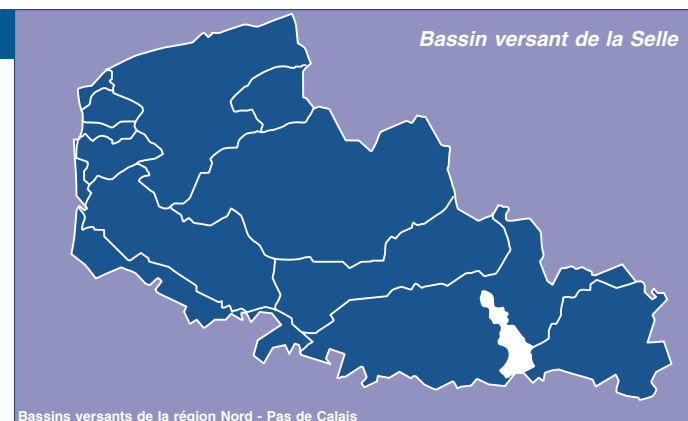 Bassin versant de la Selle
Bassins versants de la région Nord - Pas de Calais